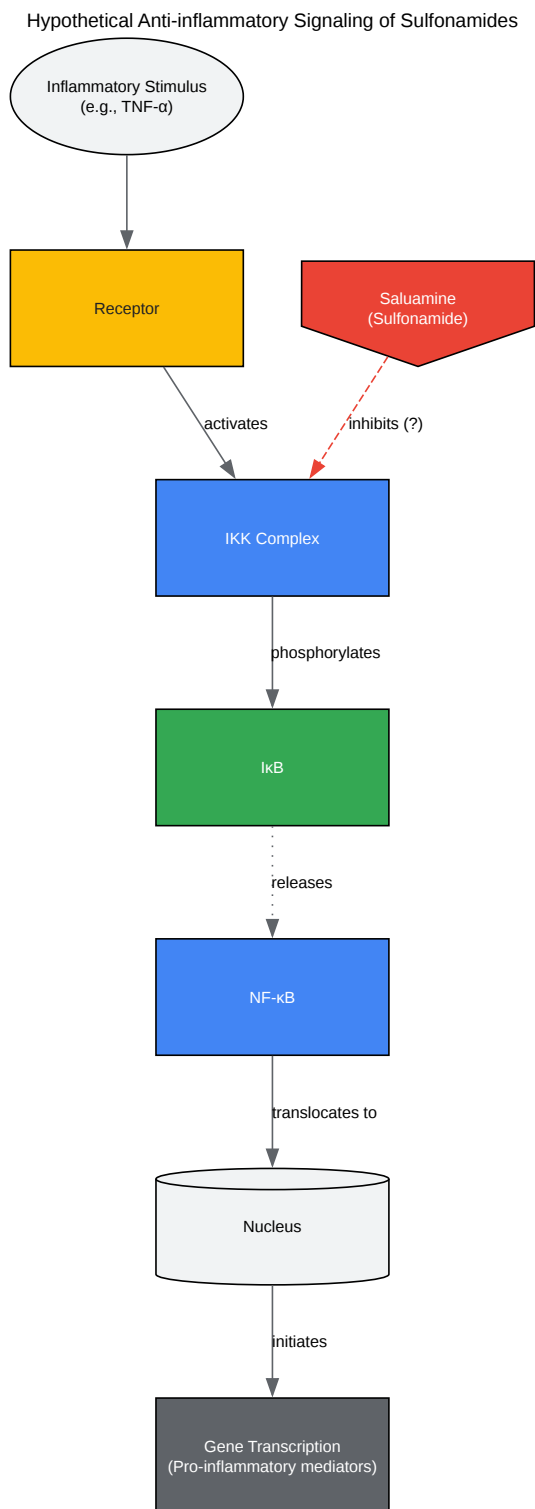 Hypothetical Anti-inflammatory Signaling of Sulfonamides
Inflammatory Stimulus
(e.g., TNF-α)
Receptor
Saluamine
(Sulfonamide)
activates
inhibits (?)
IKK Complex
phosphorylates
IκB
releases
NF-κB
translocates to
Nucleus
initiates
Gene Transcription
(Pro-inflammatory mediators)